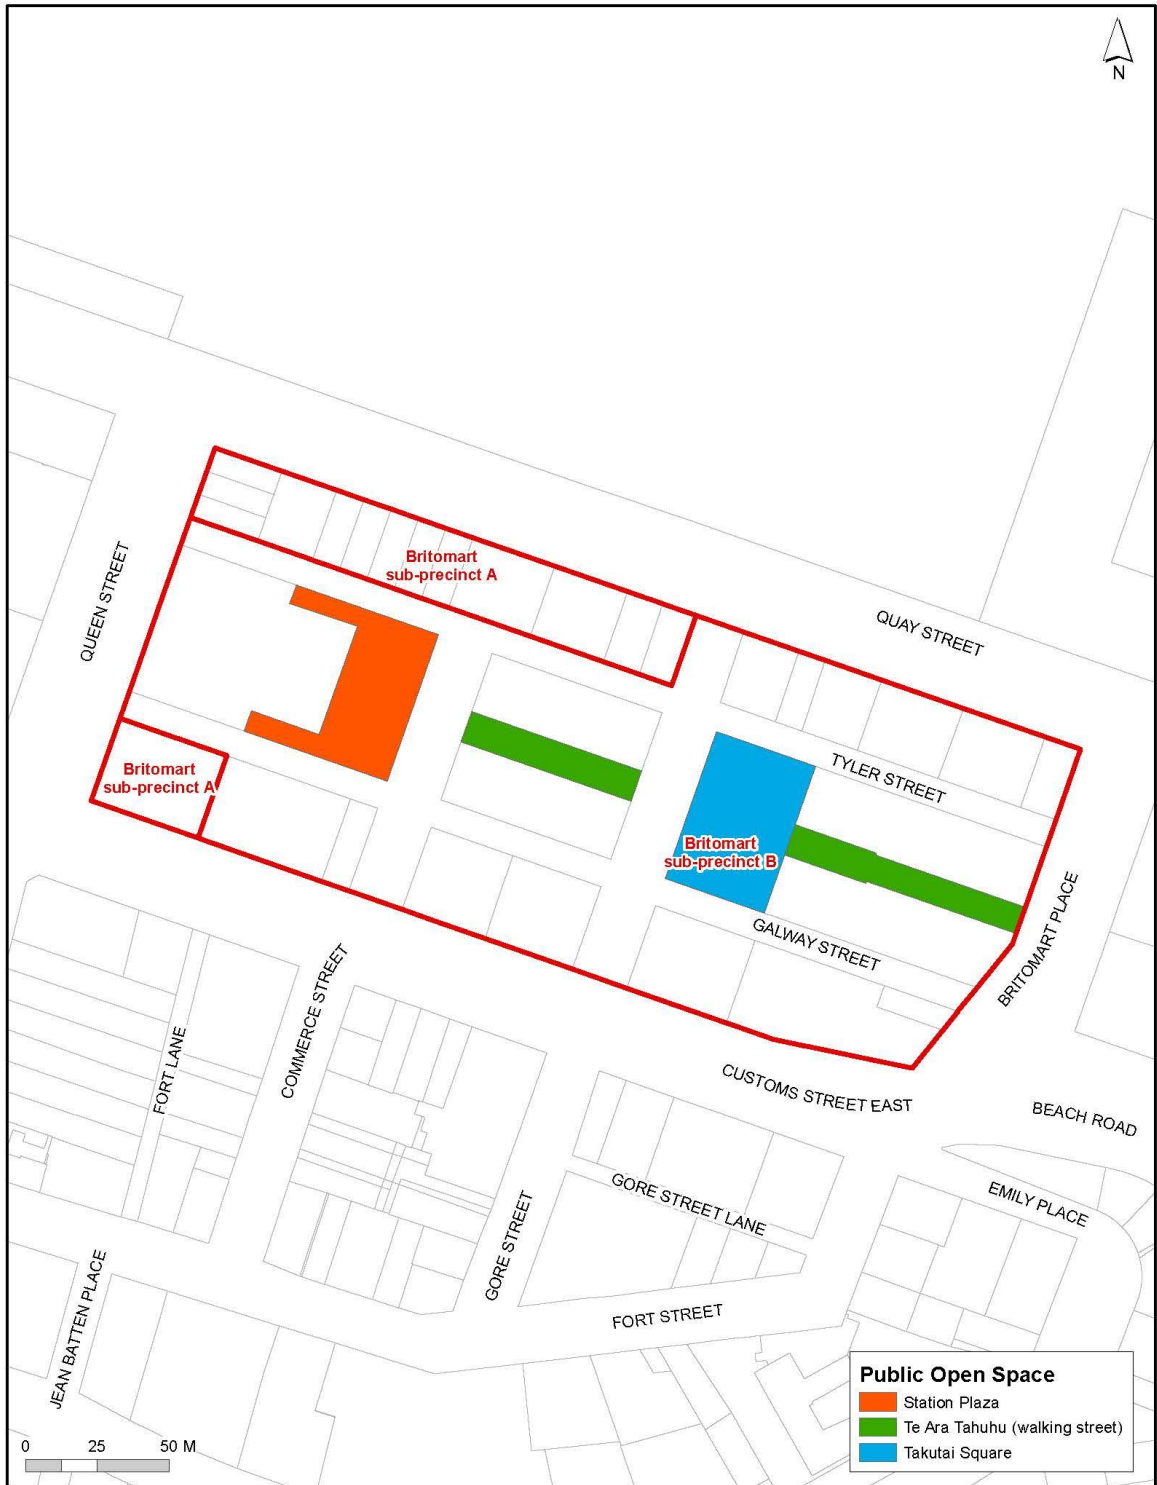 N
Britomart
sub-precinct A
QUAY STREET
QUEEN STREET
Britomart
sub-precinct A
TYLER STREET
Britomart
sub-precinct B
GALWAY STREET
BRITOMART PLACE
COMMERCE STREET
FORT LANE
CUSTOMS STREET EAST
BEACH ROAD
GORE STREET LANE
EMILY PLACE
GORE STREET
JEAN BATTEN PLACE
FORT STREET
Public Open Space
Station Plaza
Te Ara Tahuhu (walking street)
Takutai Square
0 25 50 M